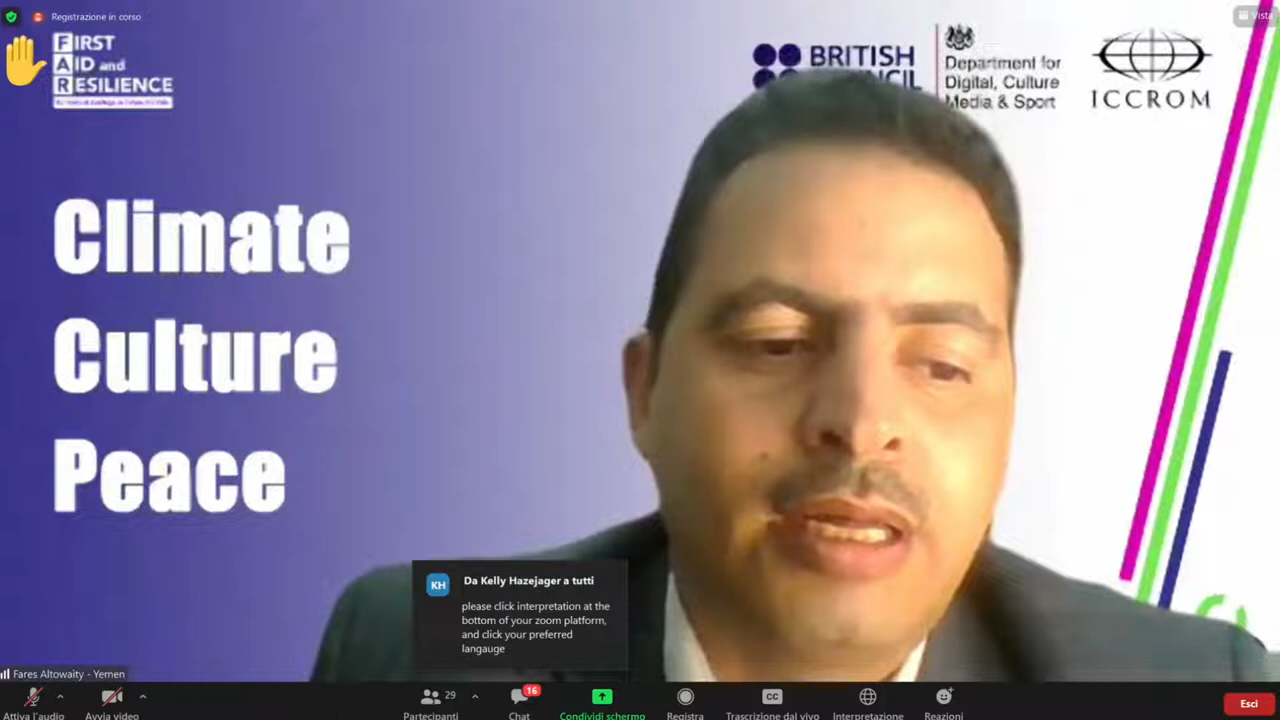 Registrazione in corso
Vista
FIRST
AID and
RESILIENCE
BRITISH
Department for
Digital, Culture
Media & Sport
ICCROM
Climate
Culture
Peace
KH
Da Kelly Hazejager a tutti
please click interpretation at the
bottom of your zoom platform,
and click your preferred
langauge
Fares Altowaity - Yemen
Attiva l'audio
Avvia video
29
Partecipanti
16
Chat
Condividi schermo
Registra
CC
Trascrizione dal vivo
Interpretazione
Reazioni
Esci